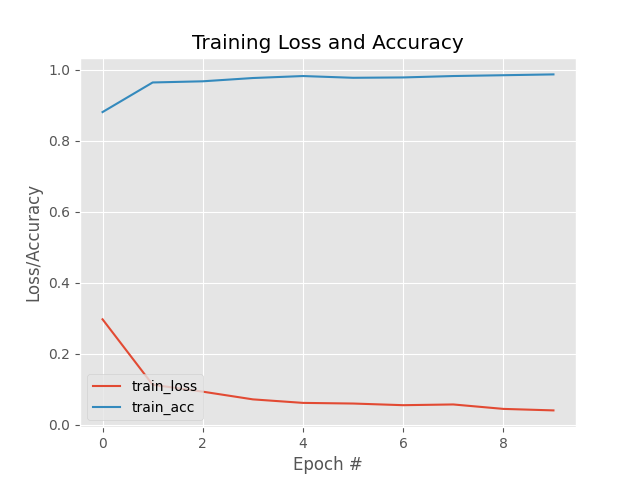 Training Loss and Accuracy
1.0
0.8
0.6
0.4
0.2
0.0
Loss/Accuracy
train_loss
train_acc
0 2 4 6 8
Epoch #